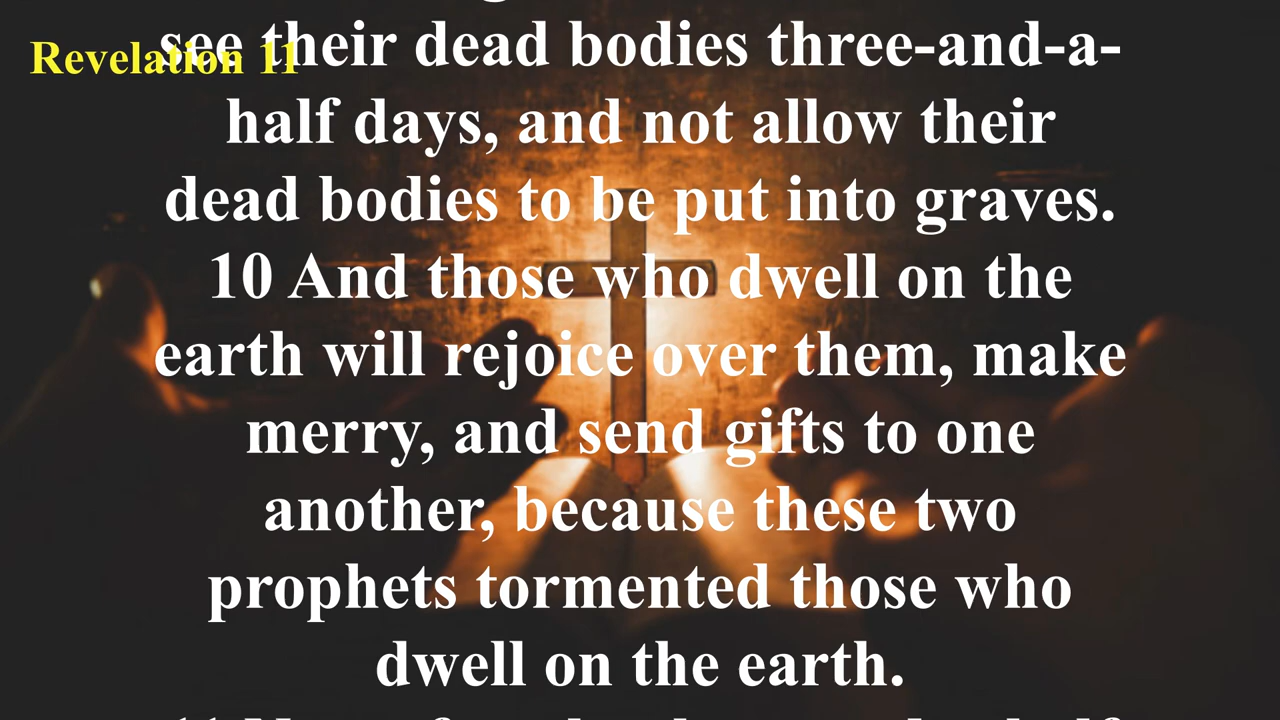 Revelation 11
see their dead bodies three-and-a-
half days, and not allow their
dead bodies to be put into graves.
10 And those who dwell on the
earth will rejoice over them, make
merry, and send gifts to one
another, because these two
prophets tormented those who
dwell on the earth.